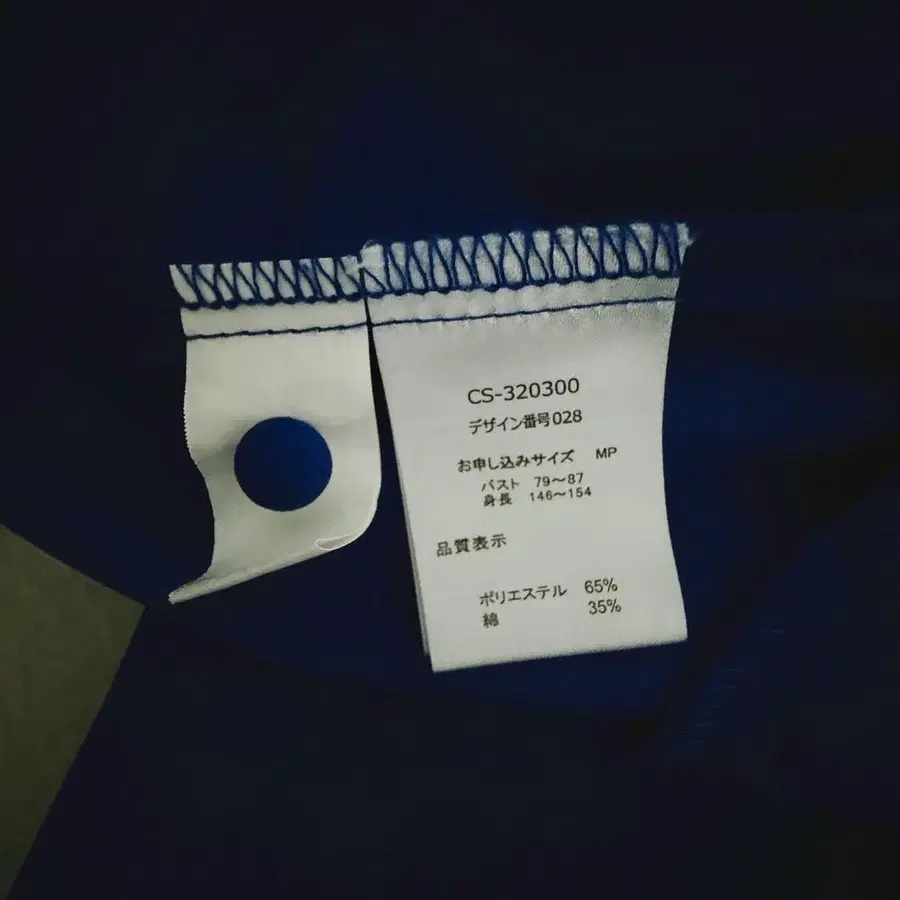 CS-320300
デザイン番号028
お申し込みサイズ MP
バスト 79～87
身長 146～154
品質表示
ポリエステル 65%
綿 35%